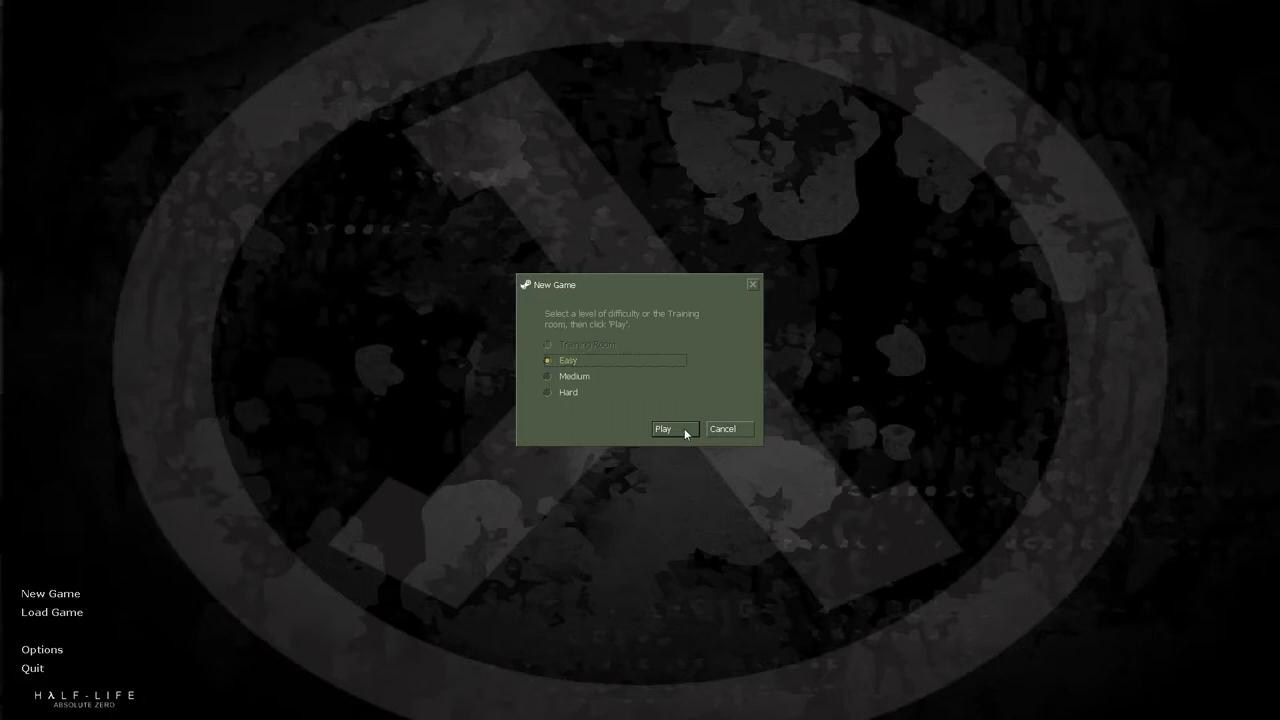 New Game
Select a level of difficulty or the Training
room, then click 'Play'.
Training Room
Easy
Medium
Hard
Play
Cancel
New Game
Load Game
Options
Quit
HλLF-LIFE
ABSOLUTE ZERO